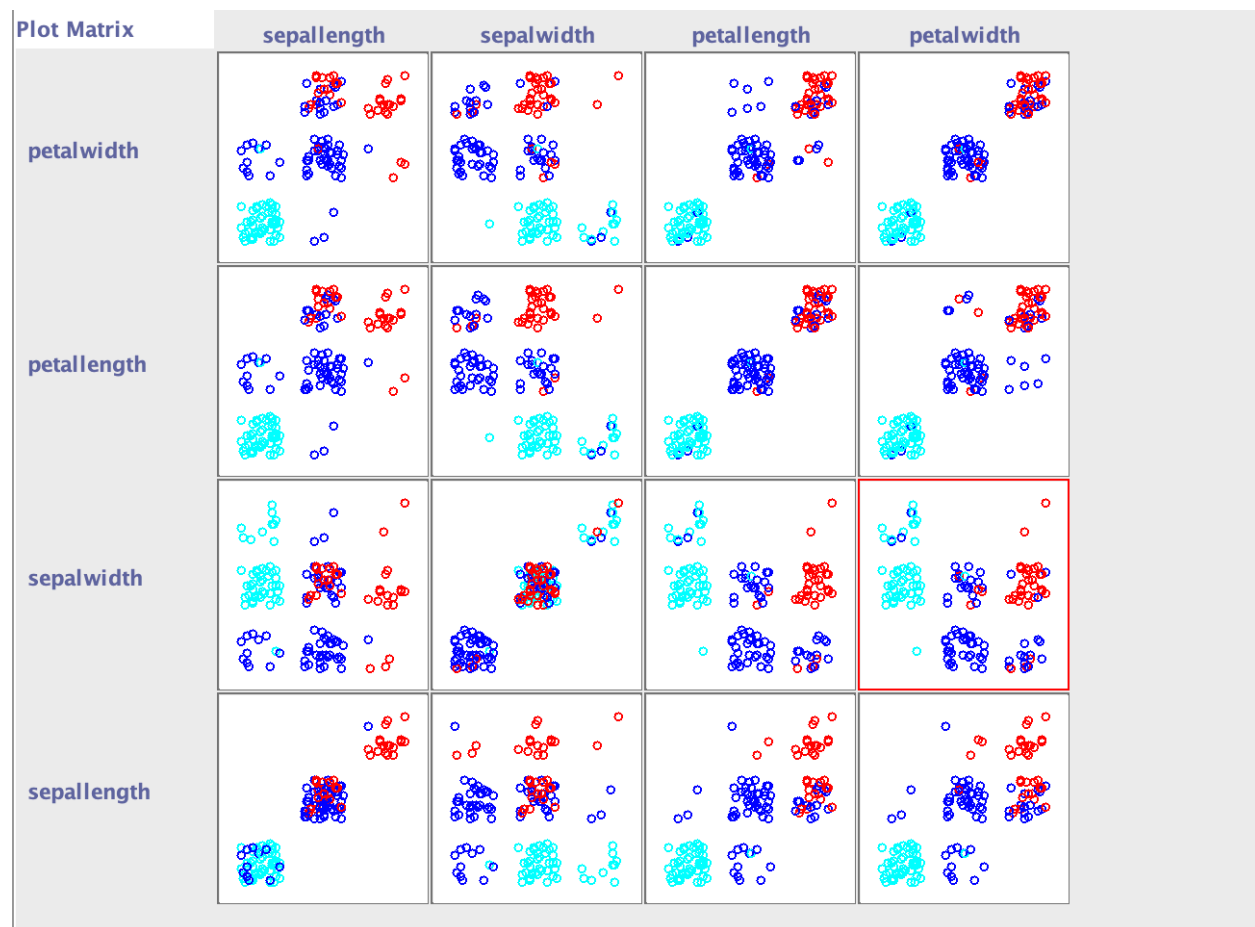 Plot Matrix
sepallength sepalwidth petallength petalwidth
petalwidth
petallength
sepalwidth
sepallength